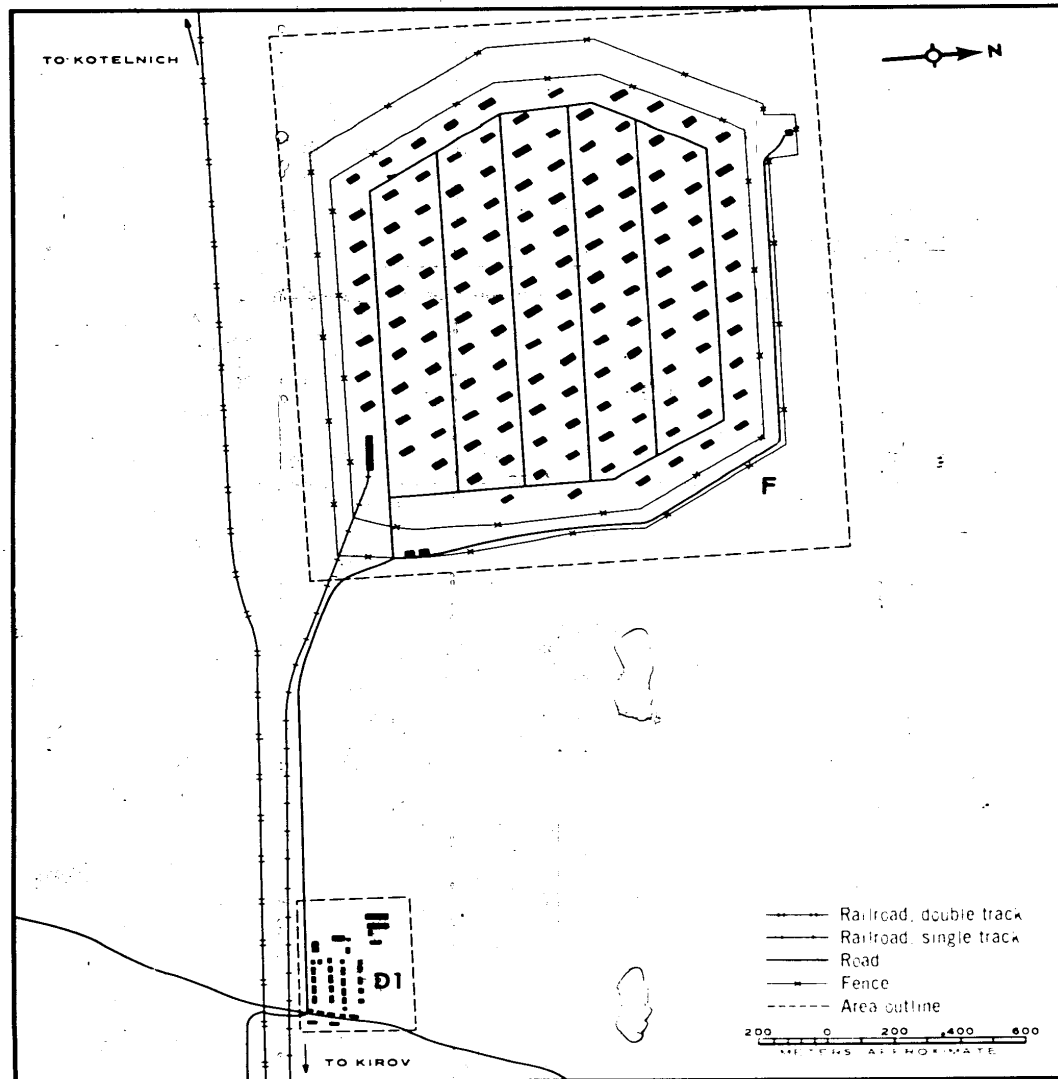 TO KOTELNICH
N
F
D1
Railroad, double track
Railroad, single track
Road
Fence
Area outline
200 0 200 400 600
METERS APPROXIMATE
TO KIROV